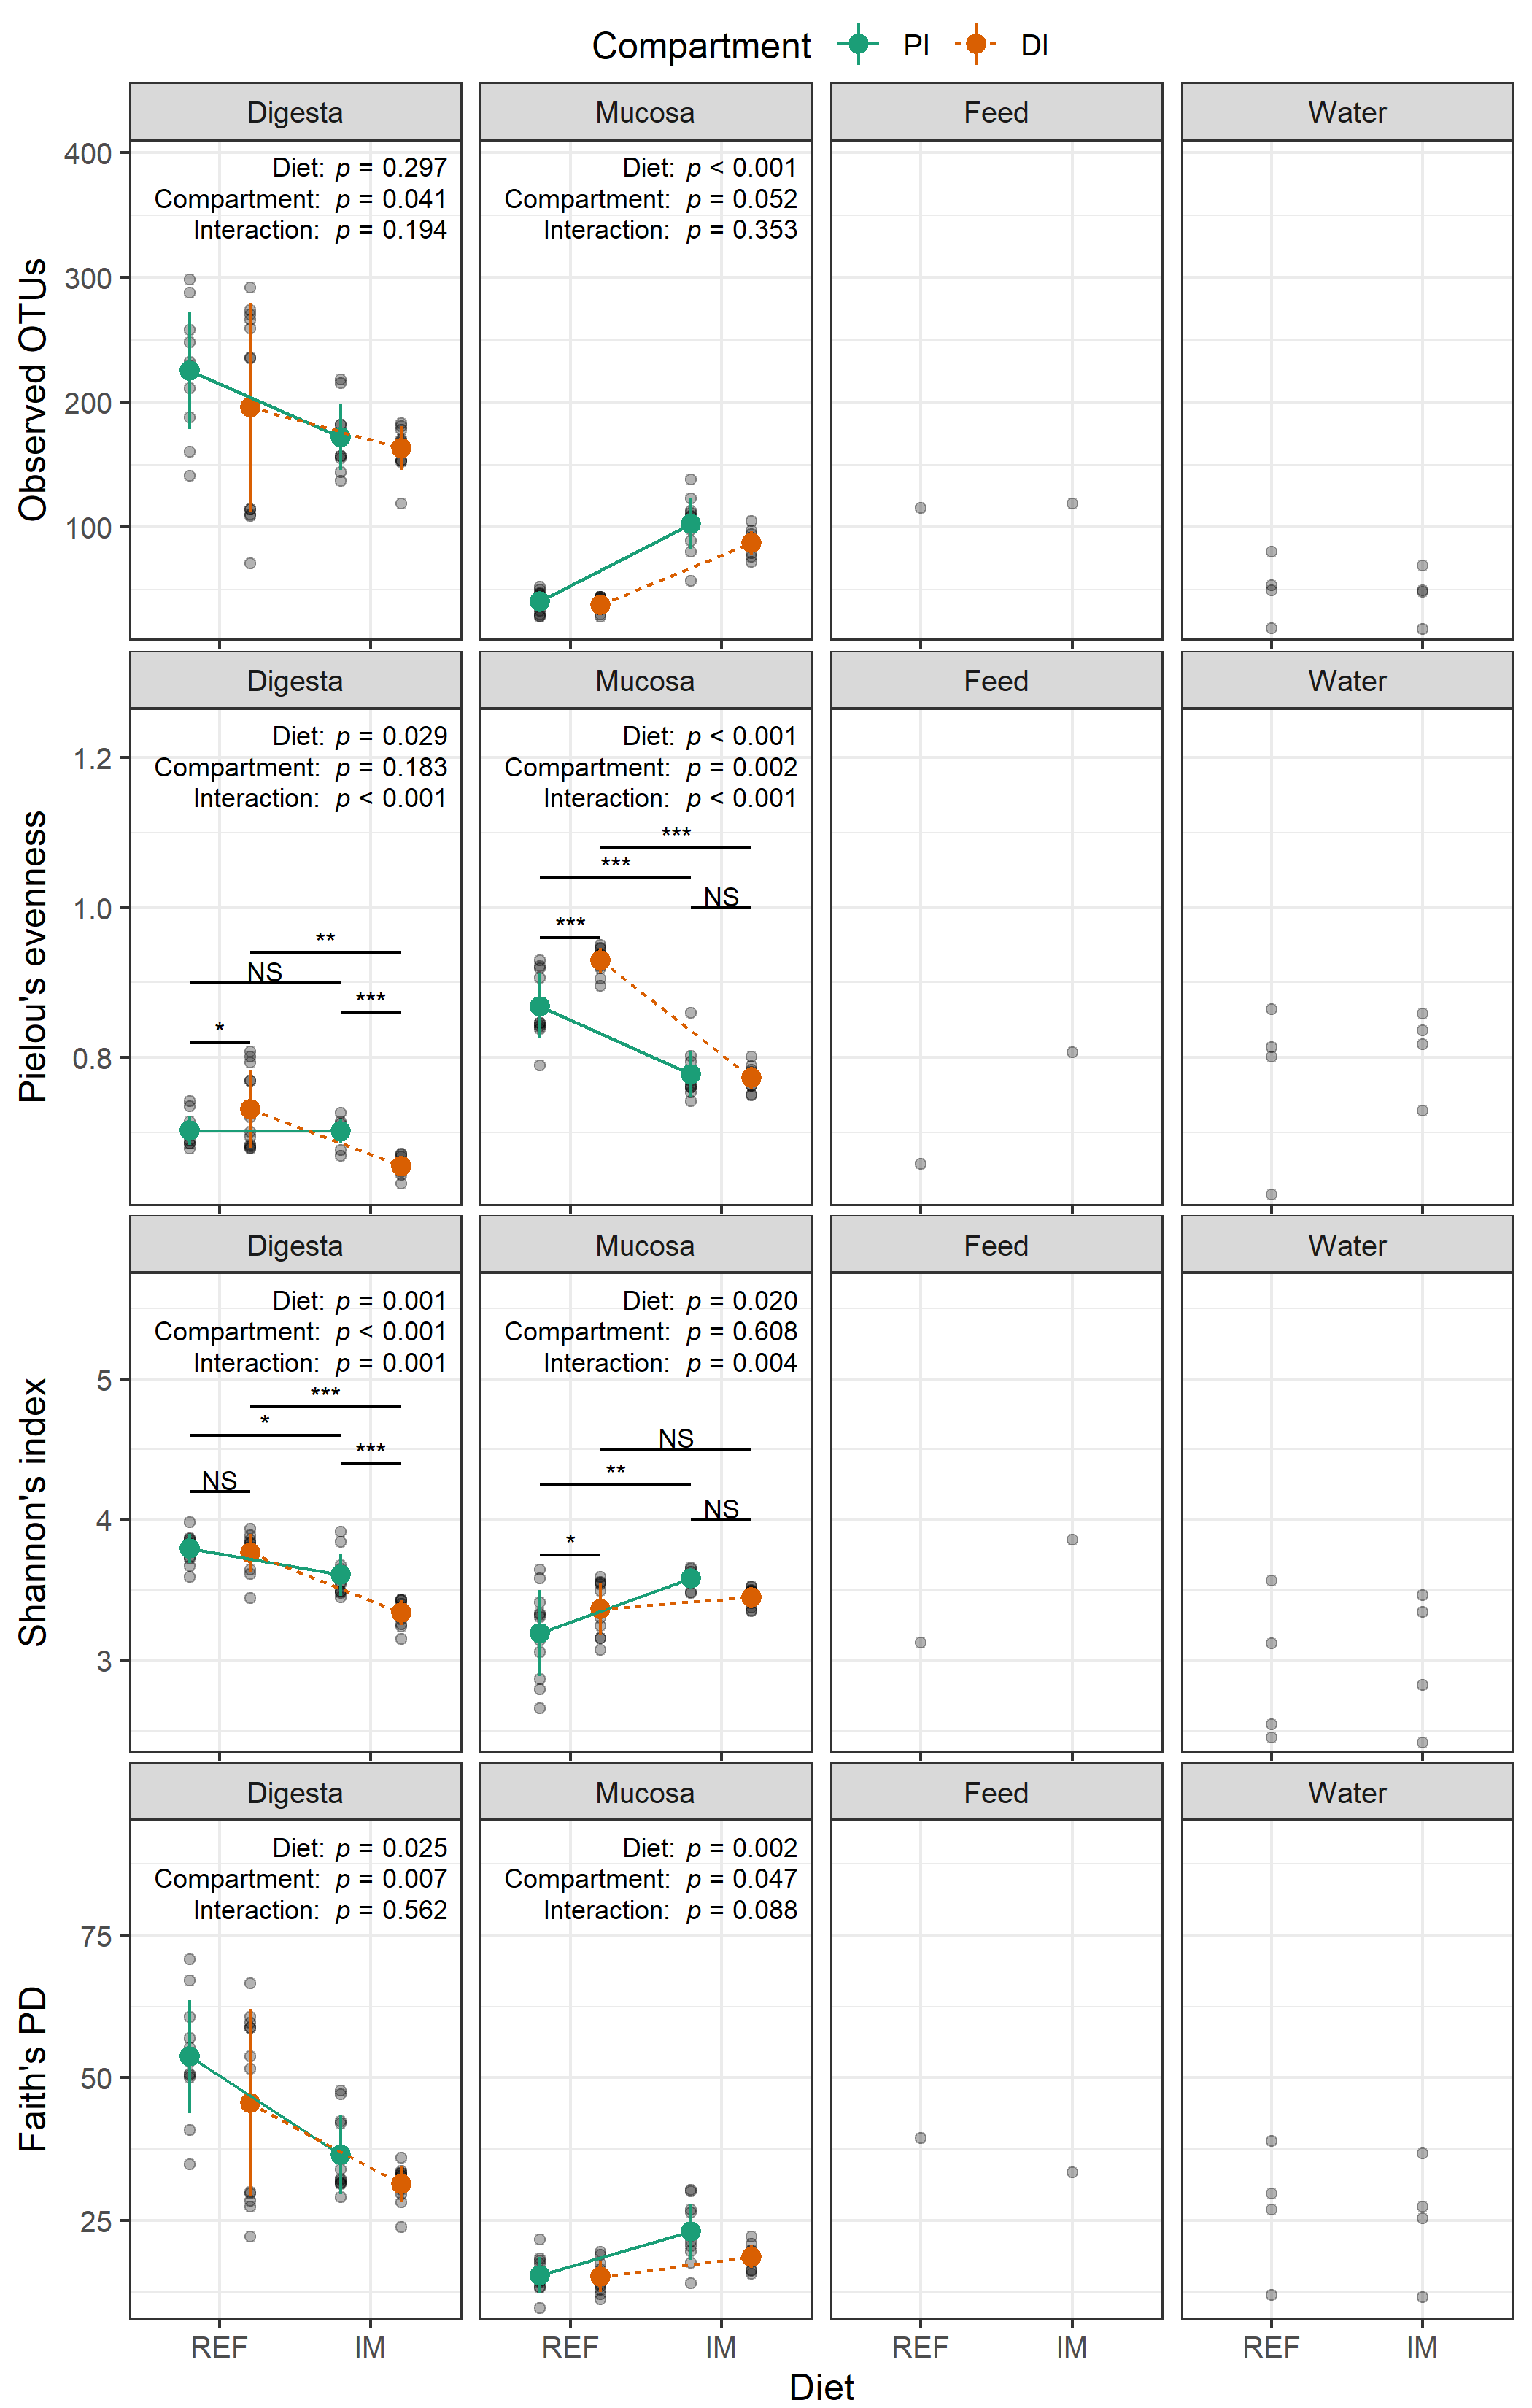 Compartment PI DI
Digesta Mucosa Feed Water
Observed OTUs
400
300
200
100
Diet: p = 0.297
Compartment: p = 0.041
Interaction: p = 0.194
Diet: p < 0.001
Compartment: p = 0.052
Interaction: p = 0.353
Digesta Mucosa Feed Water
Pielou's evenness
1.2
1.0
0.8
Diet: p = 0.029
Compartment: p = 0.183
Interaction: p < 0.001
**
NS
***
*
Diet: p < 0.001
Compartment: p = 0.002
Interaction: p < 0.001
***
***
NS
***
Digesta Mucosa Feed Water
Shannon's index
5
4
3
Diet: p = 0.001
Compartment: p < 0.001
Interaction: p = 0.001
***
*
***
NS
Diet: p = 0.020
Compartment: p = 0.608
Interaction: p = 0.004
NS
**
NS
*
Digesta Mucosa Feed Water
Faith's PD
75
50
25
Diet: p = 0.025
Compartment: p = 0.007
Interaction: p = 0.562
Diet: p = 0.002
Compartment: p = 0.047
Interaction: p = 0.088
REF IM REF IM REF IM REF IM
Diet